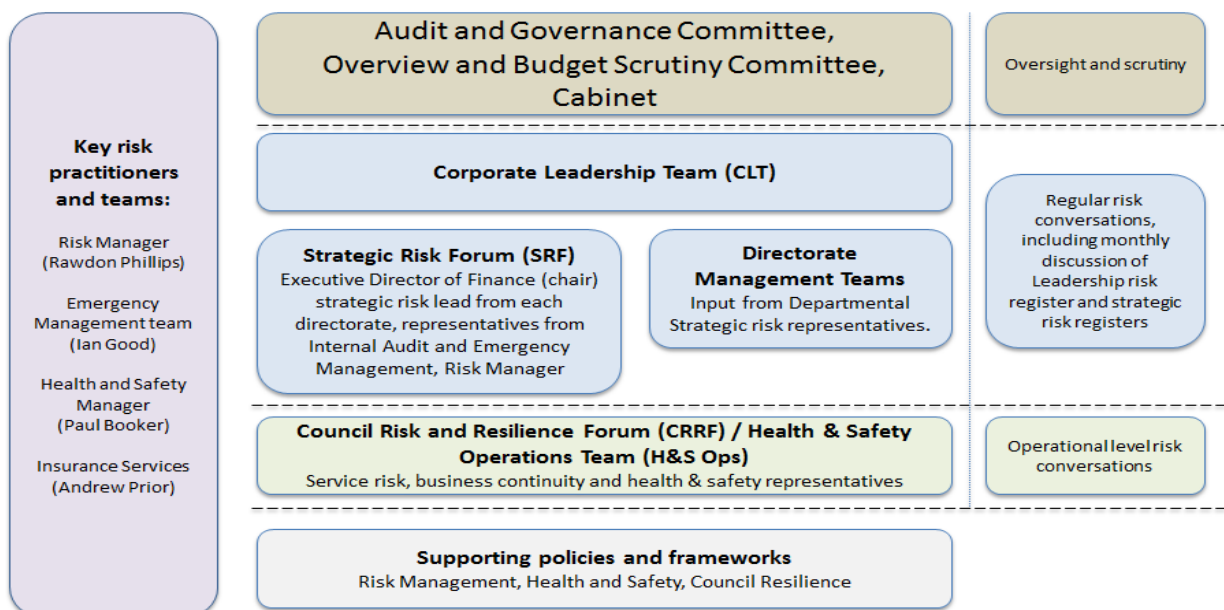 Key risk
practitioners
and teams:
Risk Manager
(Rawdon Phillips)
Emergency
Management team
(Ian Good)
Health and Safety
Manager
(Paul Booker)
Insurance Services
(Andrew Prior)
Audit and Governance Committee,
Overview and Budget Scrutiny Committee,
Cabinet
Oversight and scrutiny
Corporate Leadership Team (CLT)
Strategic Risk Forum (SRF)
Executive Director of Finance (chair)
strategic risk lead from each
directorate, representatives from
Internal Audit and Emergency
Management, Risk Manager
Directorate
Management Teams
Input from Departmental
Strategic risk representatives.
Regular risk
conversations,
including monthly
discussion of
Leadership risk
register and strategic
risk registers
Council Risk and Resilience Forum (CRRF) / Health & Safety
Operations Team (H&S Ops)
Service risk, business continuity and health & safety representatives
Operational level risk
conversations
Supporting policies and frameworks
Risk Management, Health and Safety, Council Resilience